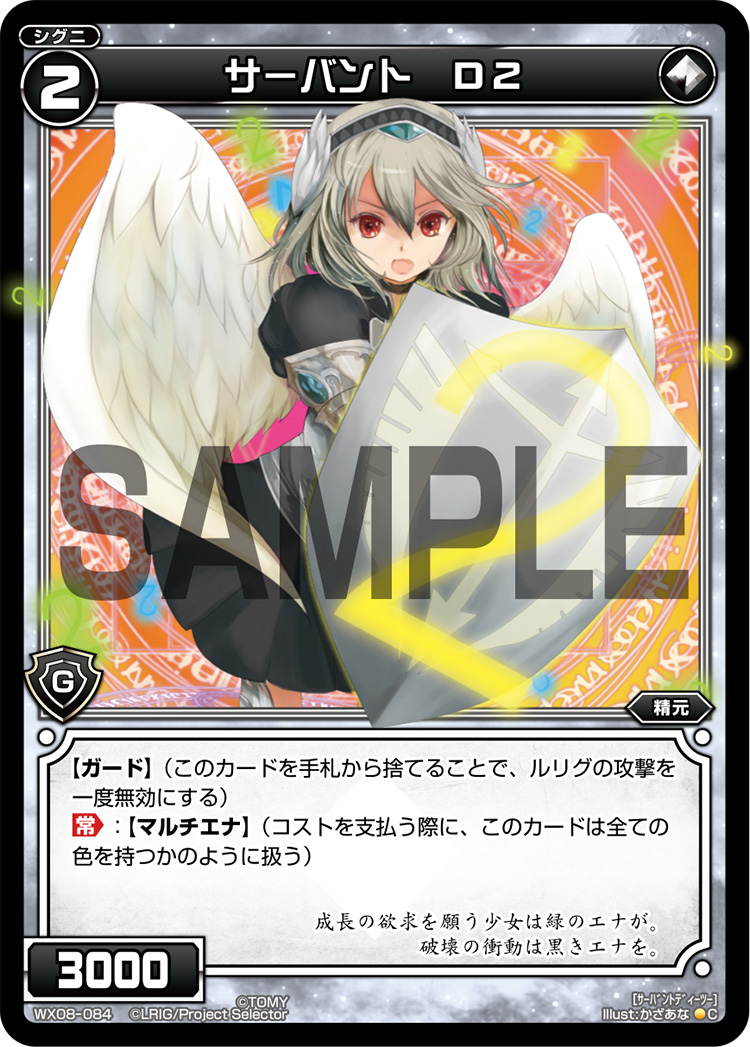 シグニ
2
サーバント D2
SAMPLE
G
精元
【ガード】(このカードを手札から捨てることで、ルリグの攻撃を
一度無効にする)
常:【マルチエナ】(コストを支払う際に、このカードは全ての
色を持つかのように扱う)
成長の欲求を願う少女は緑のエナが。
破壊の衝動は黒きエナを。
3000
WX08-084 ©LRIG/Project Selector
©TOMY
[サーバントディーツー]
Illust:かざあな C